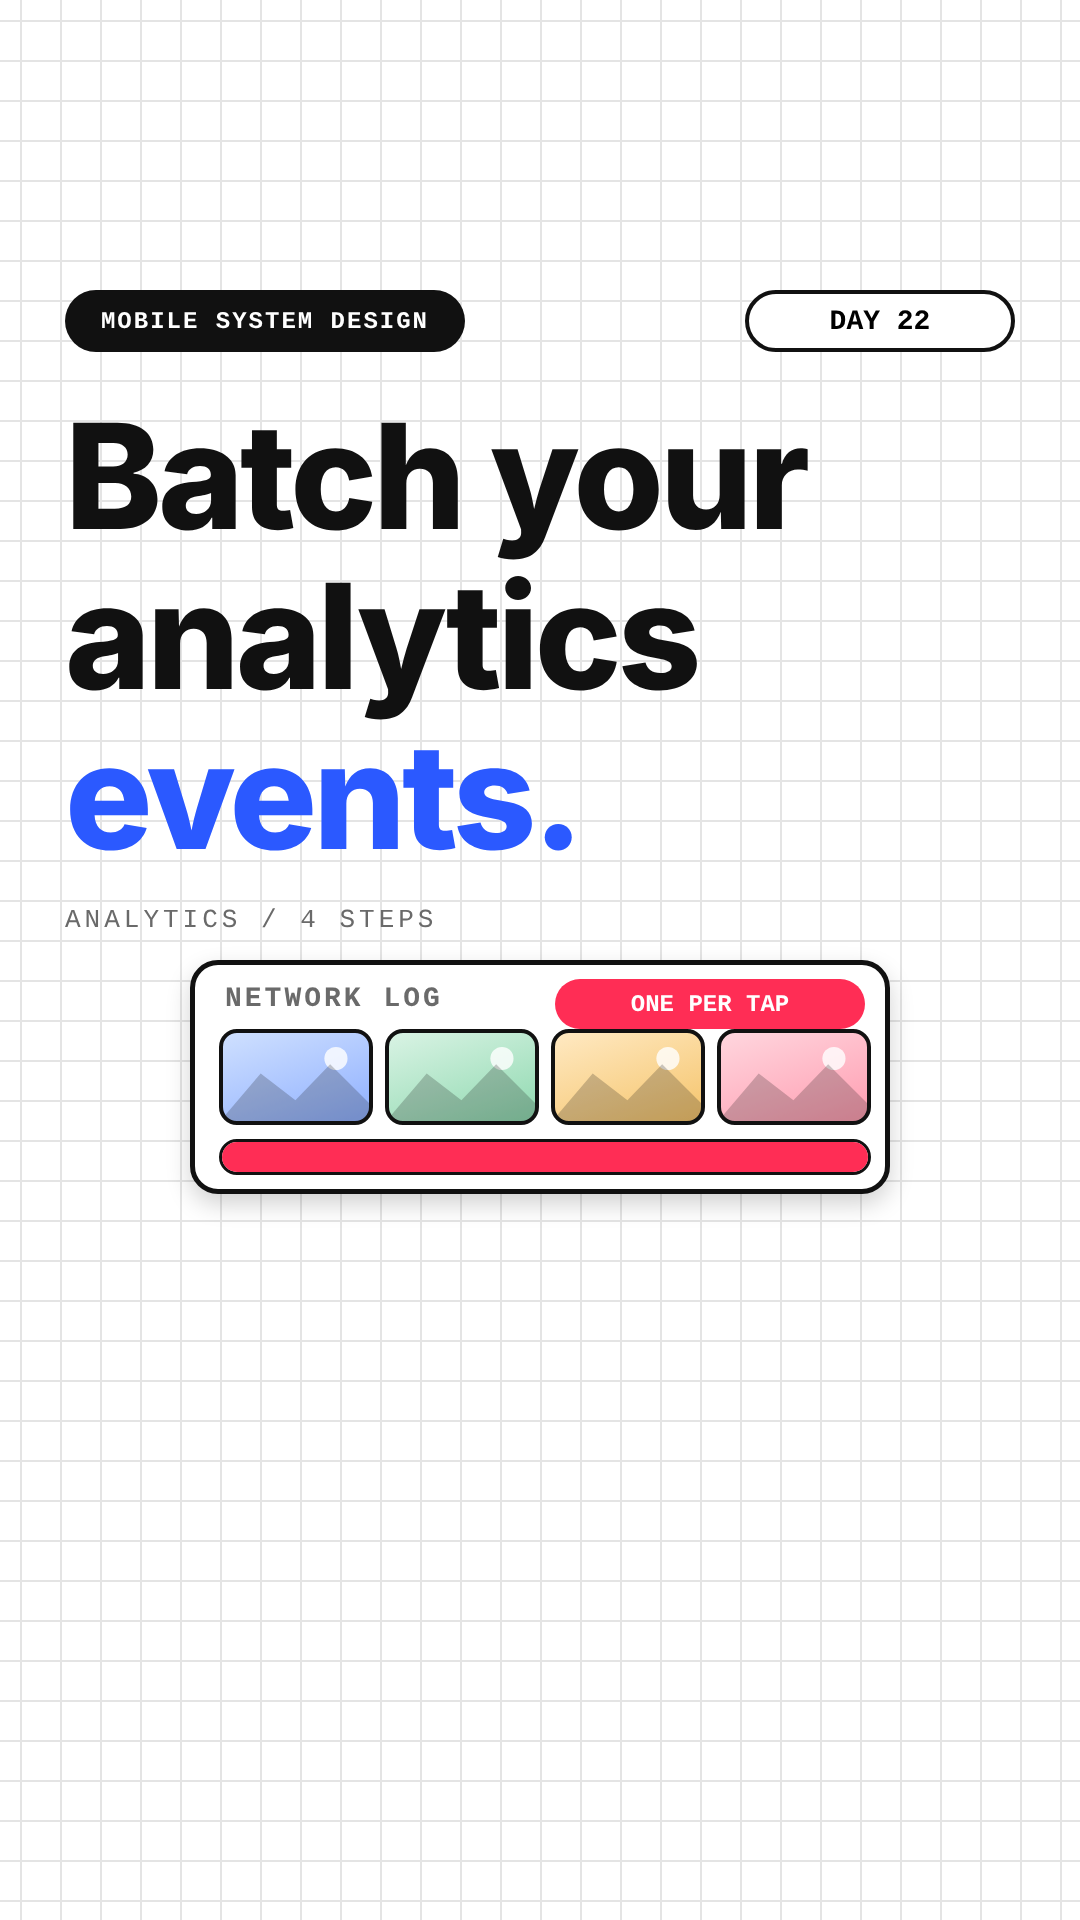 MOBILE SYSTEM DESIGN
DAY 22
Batch your
analytics
events.
ANALYTICS / 4 STEPS
NETWORK LOG
ONE PER TAP